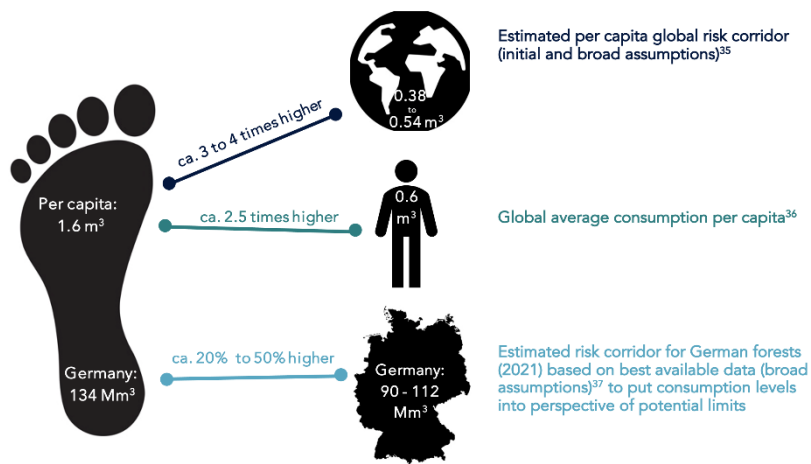 Estimated per capita global risk corridor
(initial and broad assumptions)³⁵
0.38
to
0.54 m³
ca. 3 to 4 times higher
Per capita:
1.6 m³
ca. 2.5 times higher
0.6
m³
Global average consumption per capita³⁶
ca. 20% to 50% higher
Germany:
134 Mm³
Germany:
90 - 112
Mm³
Estimated risk corridor for German forests
(2021) based on best available data (broad
assumptions)³⁷ to put consumption levels
into perspective of potential limits